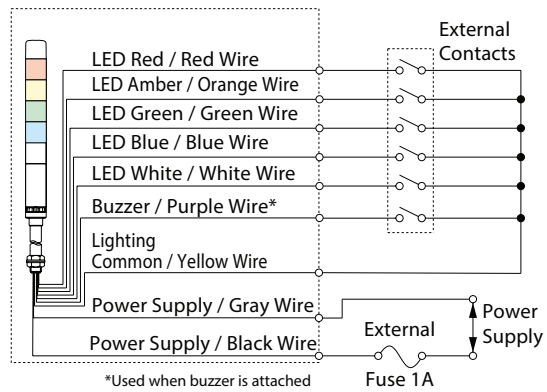 External
Contacts
LED Red / Red Wire
LED Amber / Orange Wire
LED Green / Green Wire
LED Blue / Blue Wire
LED White / White Wire
Buzzer / Purple Wire*
Lighting
Common / Yellow Wire
Power Supply / Gray Wire
Power Supply / Black Wire
External
Fuse 1A
Power
Supply
*Used when buzzer is attached